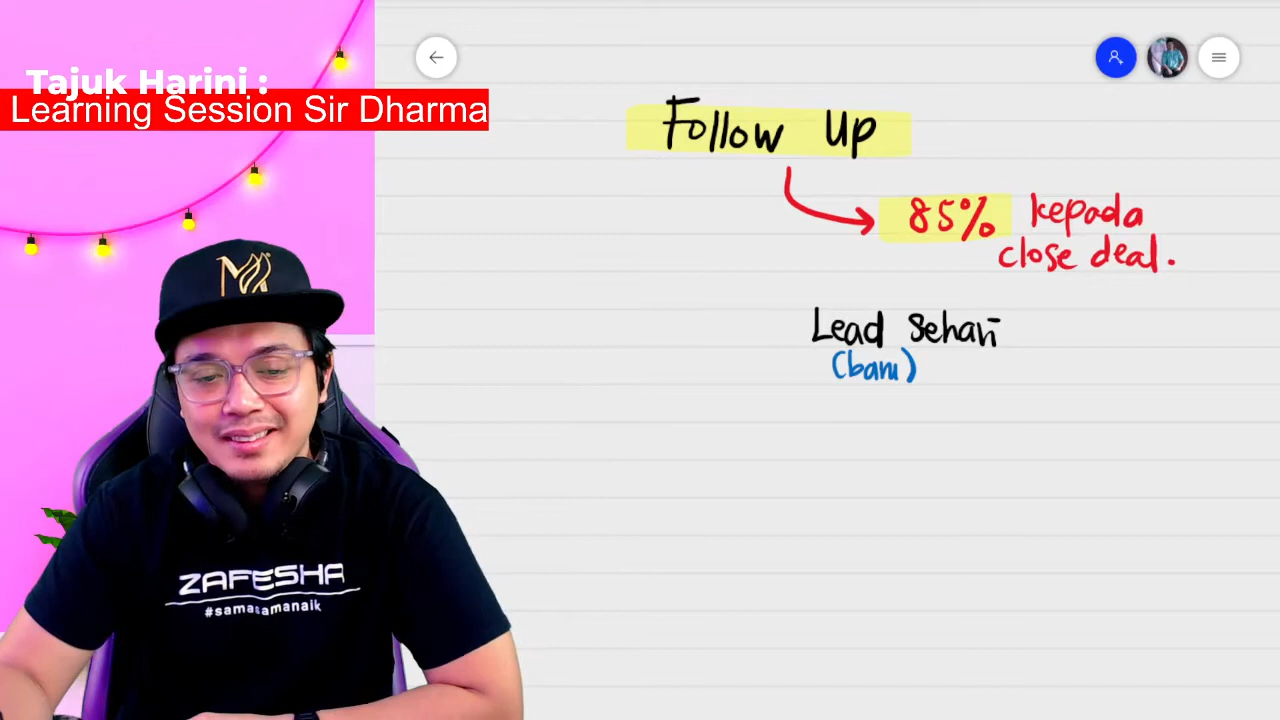 Tajuk Harini :
Learning Session Sir Dharma
Follow Up
85% kepada
close deal.
Lead Sehari
(baru)
ZAFESHA
#samasamanaik